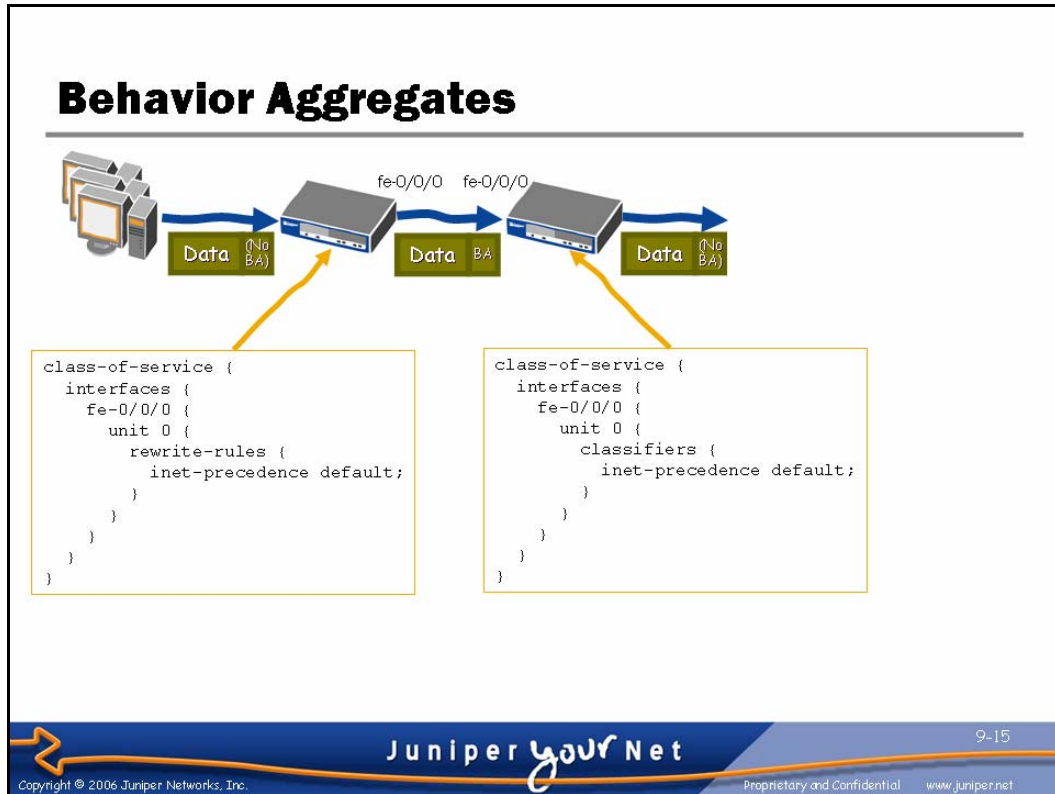 Behavior Aggregates
fe-0/0/0 fe-0/0/0
Data (No BA)
Data BA
Data (No BA)
class-of-service {
  interfaces {
    fe-0/0/0 {
      unit 0 {
        rewrite-rules {
          inet-precedence default;
        }
      }
    }
  }
}
class-of-service {
  interfaces {
    fe-0/0/0 {
      unit 0 {
        classifiers {
          inet-precedence default;
        }
      }
    }
  }
}
Juniper your Net
9-15
Copyright © 2006 Juniper Networks, Inc.
Proprietary and Confidential www.juniper.net